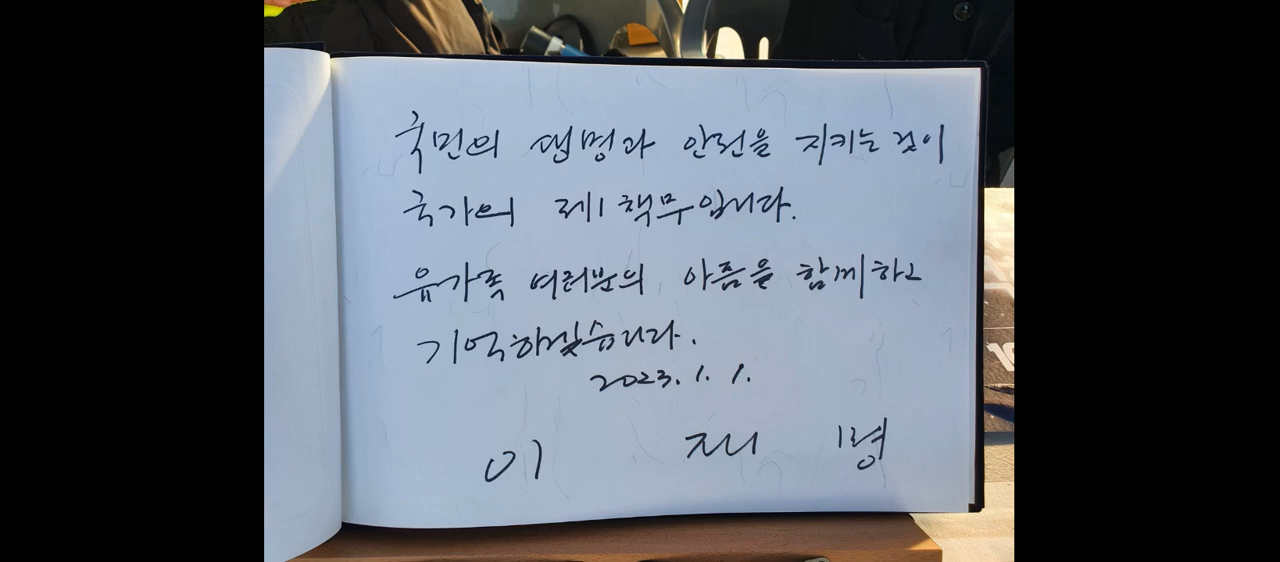 국민의 생명과 안전을 지키는 것이
국가의 제1책무입니다.
유가족 여러분의 아픔을 함께하고
기억하겠습니다.
2023. 1. 1.
이 재 명